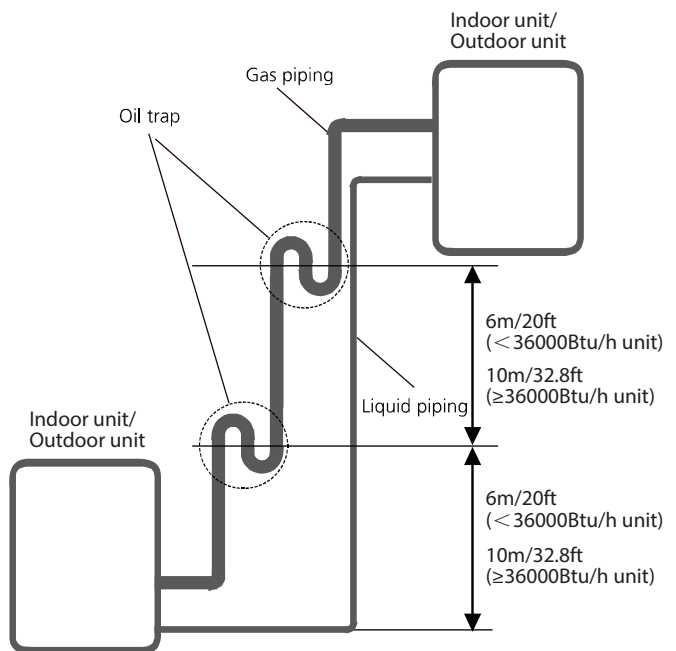 Indoor unit/
Outdoor unit
Gas piping
Oil trap
6m/20ft
(<36000Btu/h unit)
10m/32.8ft
(≥36000Btu/h unit)
Liquid piping
Indoor unit/
Outdoor unit
6m/20ft
(<36000Btu/h unit)
10m/32.8ft
(≥36000Btu/h unit)